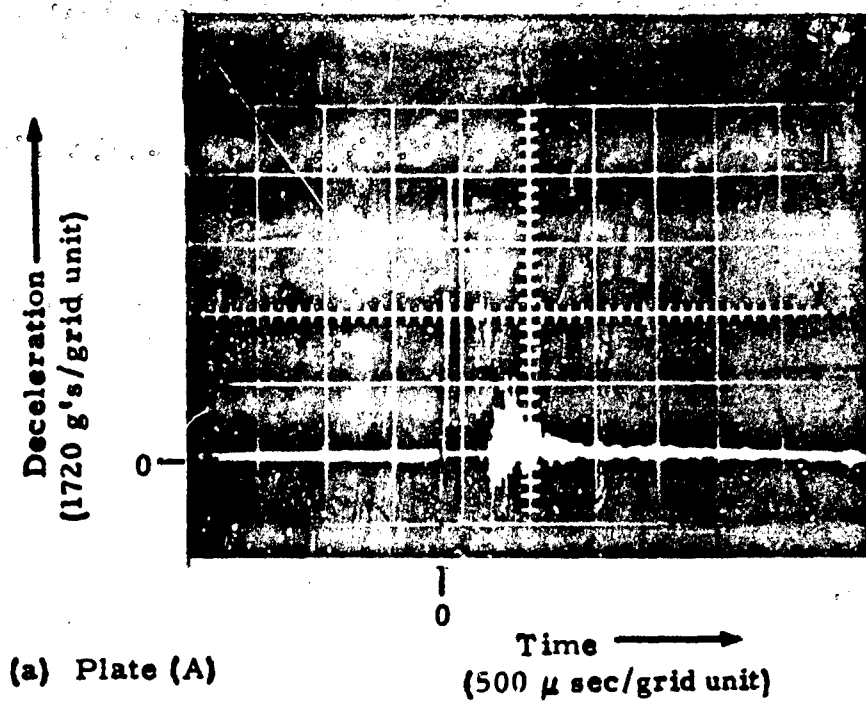 Deceleration
(1720 g's/grid unit)
0
0
Time
(500 μ sec/grid unit)
(a) Plate (A)